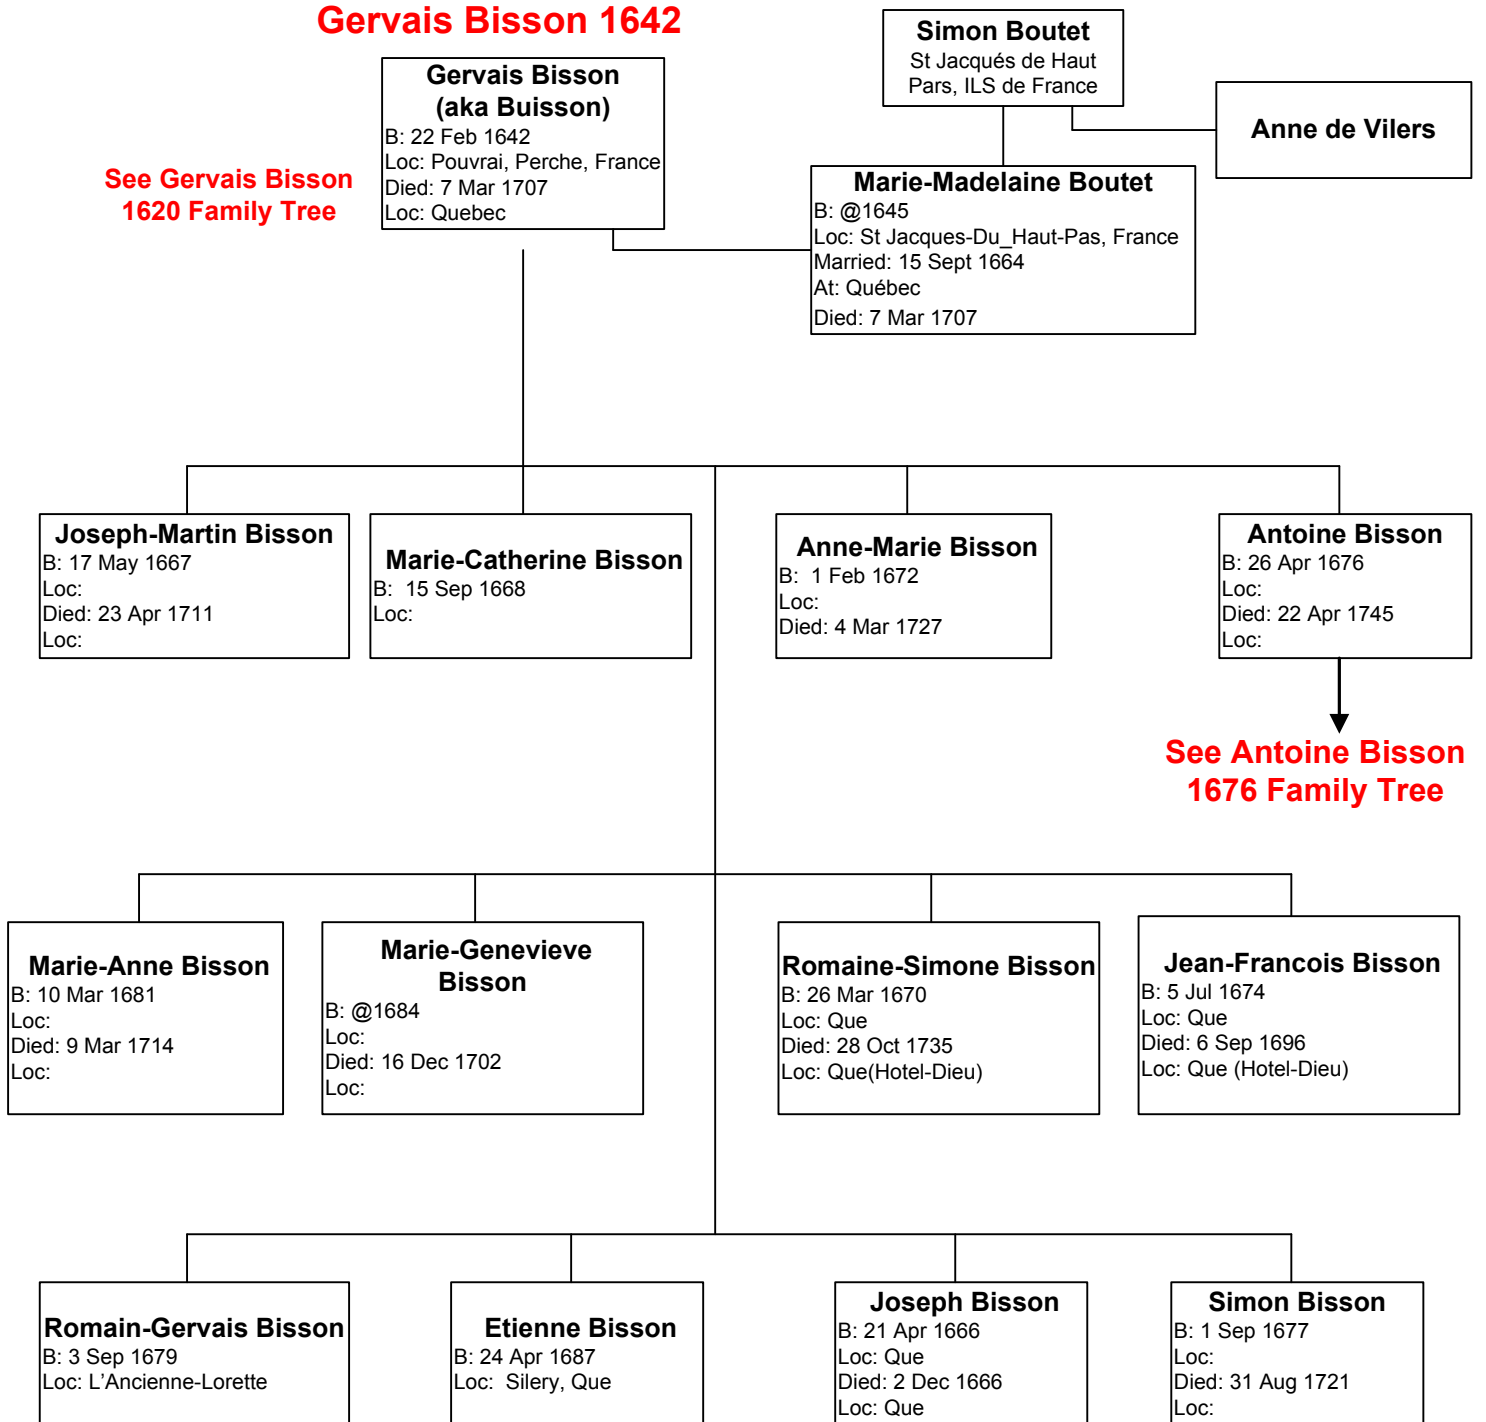 Gervais Bisson 1642
Gervais Bisson
(aka Buisson)
B: 22 Feb 1642
Loc: Pouvrai, Perche, France
Died: 7 Mar 1707
Loc: Quebec
See Gervais Bisson
1620 Family Tree
Simon Boutet
St Jacqués de Haut
Pars, ILS de France
Anne de Vilers
Marie-Madelaine Boutet
B: @1645
Loc: St Jacques-Du_Haut-Pas, France
Married: 15 Sept 1664
At: Québec
Died: 7 Mar 1707
Joseph-Martin Bisson
B: 17 May 1667
Loc:
Died: 23 Apr 1711
Loc:
Marie-Catherine Bisson
B:  15 Sep 1668
Loc:
Anne-Marie Bisson
B:  1 Feb 1672
Loc:
Died: 4 Mar 1727
Antoine Bisson
B: 26 Apr 1676
Loc:
Died: 22 Apr 1745
Loc:
See Antoine Bisson
1676 Family Tree
Marie-Anne Bisson
B: 10 Mar 1681
Loc:
Died: 9 Mar 1714
Loc:
Marie-Genevieve
Bisson
B: @1684
Loc:
Died: 16 Dec 1702
Loc:
Romaine-Simone Bisson
B: 26 Mar 1670
Loc: Que
Died: 28 Oct 1735
Loc: Que(Hotel-Dieu)
Jean-Francois Bisson
B: 5 Jul 1674
Loc: Que
Died: 6 Sep 1696
Loc: Que (Hotel-Dieu)
Romain-Gervais Bisson
B: 3 Sep 1679
Loc: L'Ancienne-Lorette
Etienne Bisson
B: 24 Apr 1687
Loc:  Silery, Que
Joseph Bisson
B: 21 Apr 1666
Loc: Que
Died: 2 Dec 1666
Loc: Que
Simon Bisson
B: 1 Sep 1677
Loc:
Died: 31 Aug 1721
Loc: